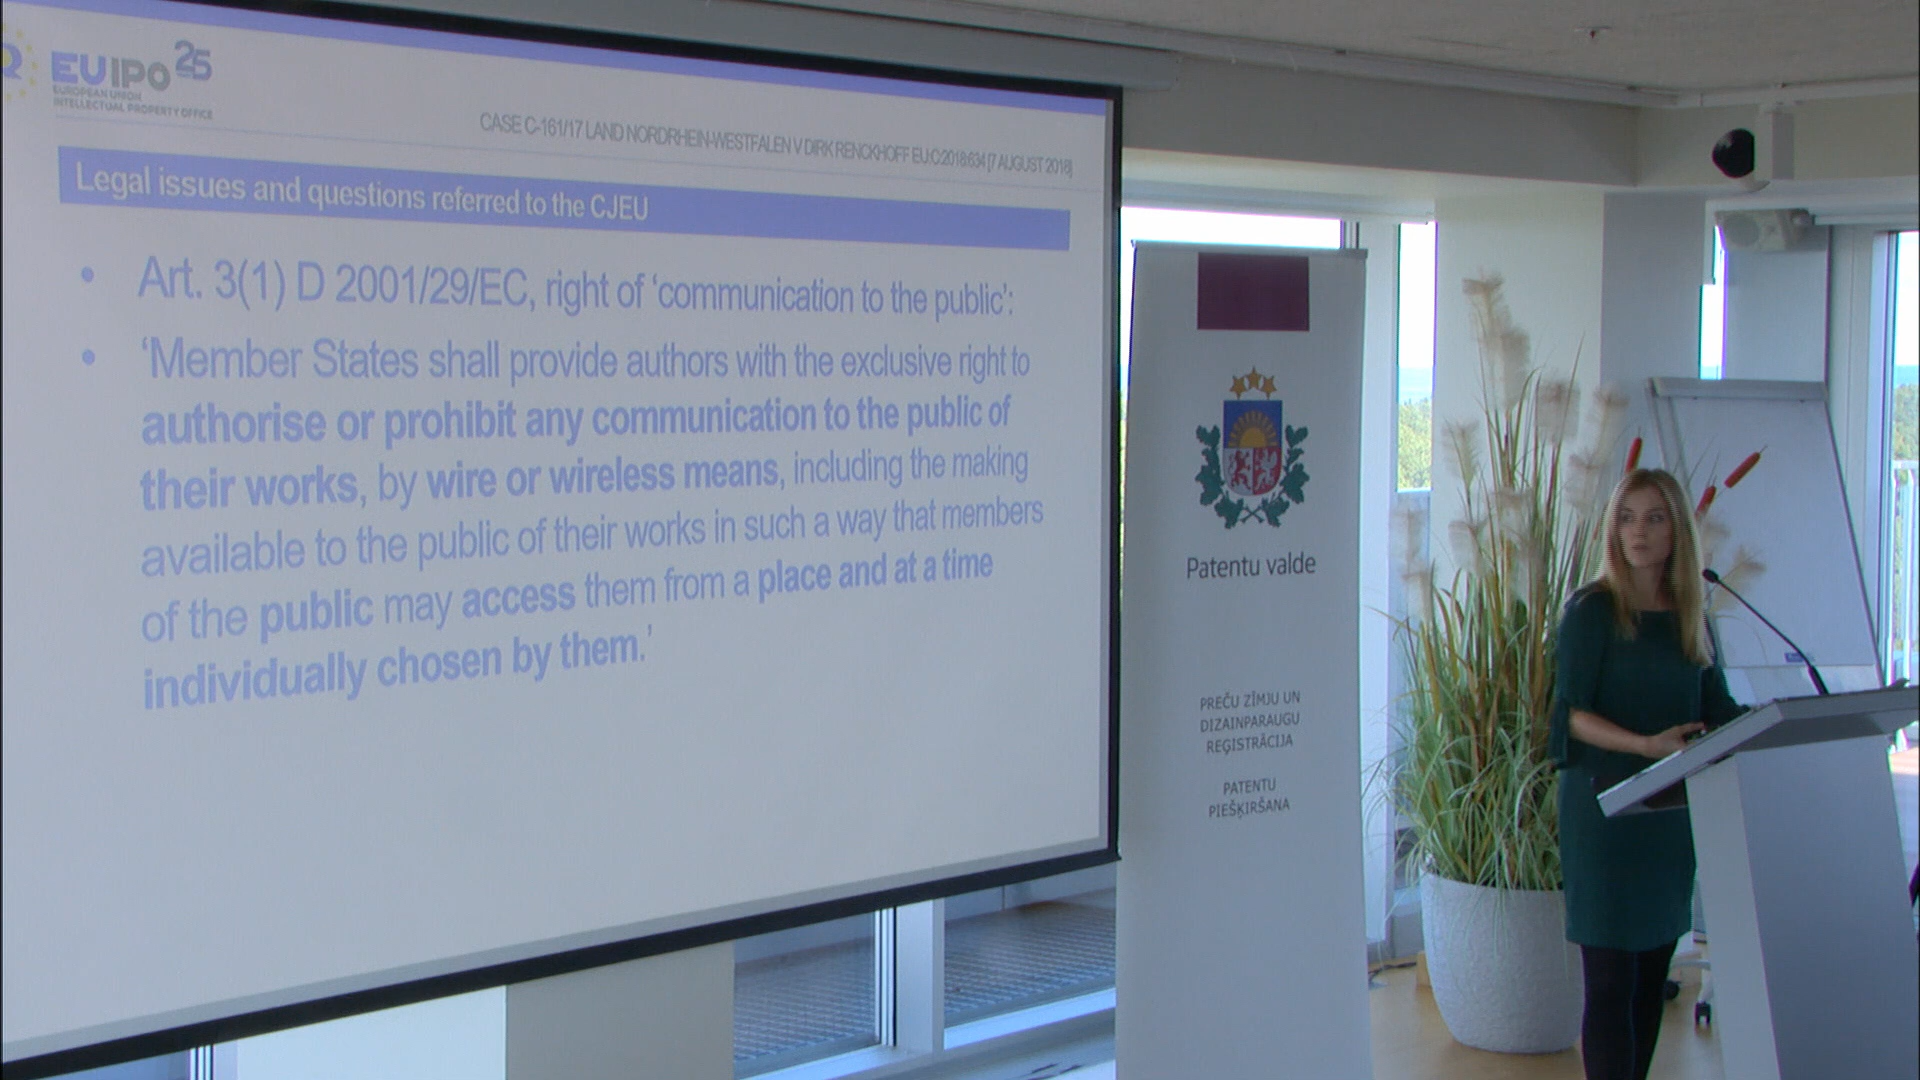 EUIPO 25
EUROPEAN UNION
INTELLECTUAL PROPERTY OFFICE
CASE C-161/17 LAND NORDRHEIN-WESTFALEN V DIRK RENCKHOFF EU:C:2018:634 [7 AUGUST 2018]
Legal issues and questions referred to the CJEU
• Art. 3(1) D 2001/29/EC, right of ‘communication to the public’:
• ‘Member States shall provide authors with the exclusive right to
authorise or prohibit any communication to the public of
their works, by wire or wireless means, including the making
available to the public of their works in such a way that members
of the public may access them from a place and at a time
individually chosen by them.’
Patentu valde
PREČU ZĪMJU UN
DIZAINPARAUGU
REĢISTRĀCIJA
PATENTU
PIEŠĶIRŠANA